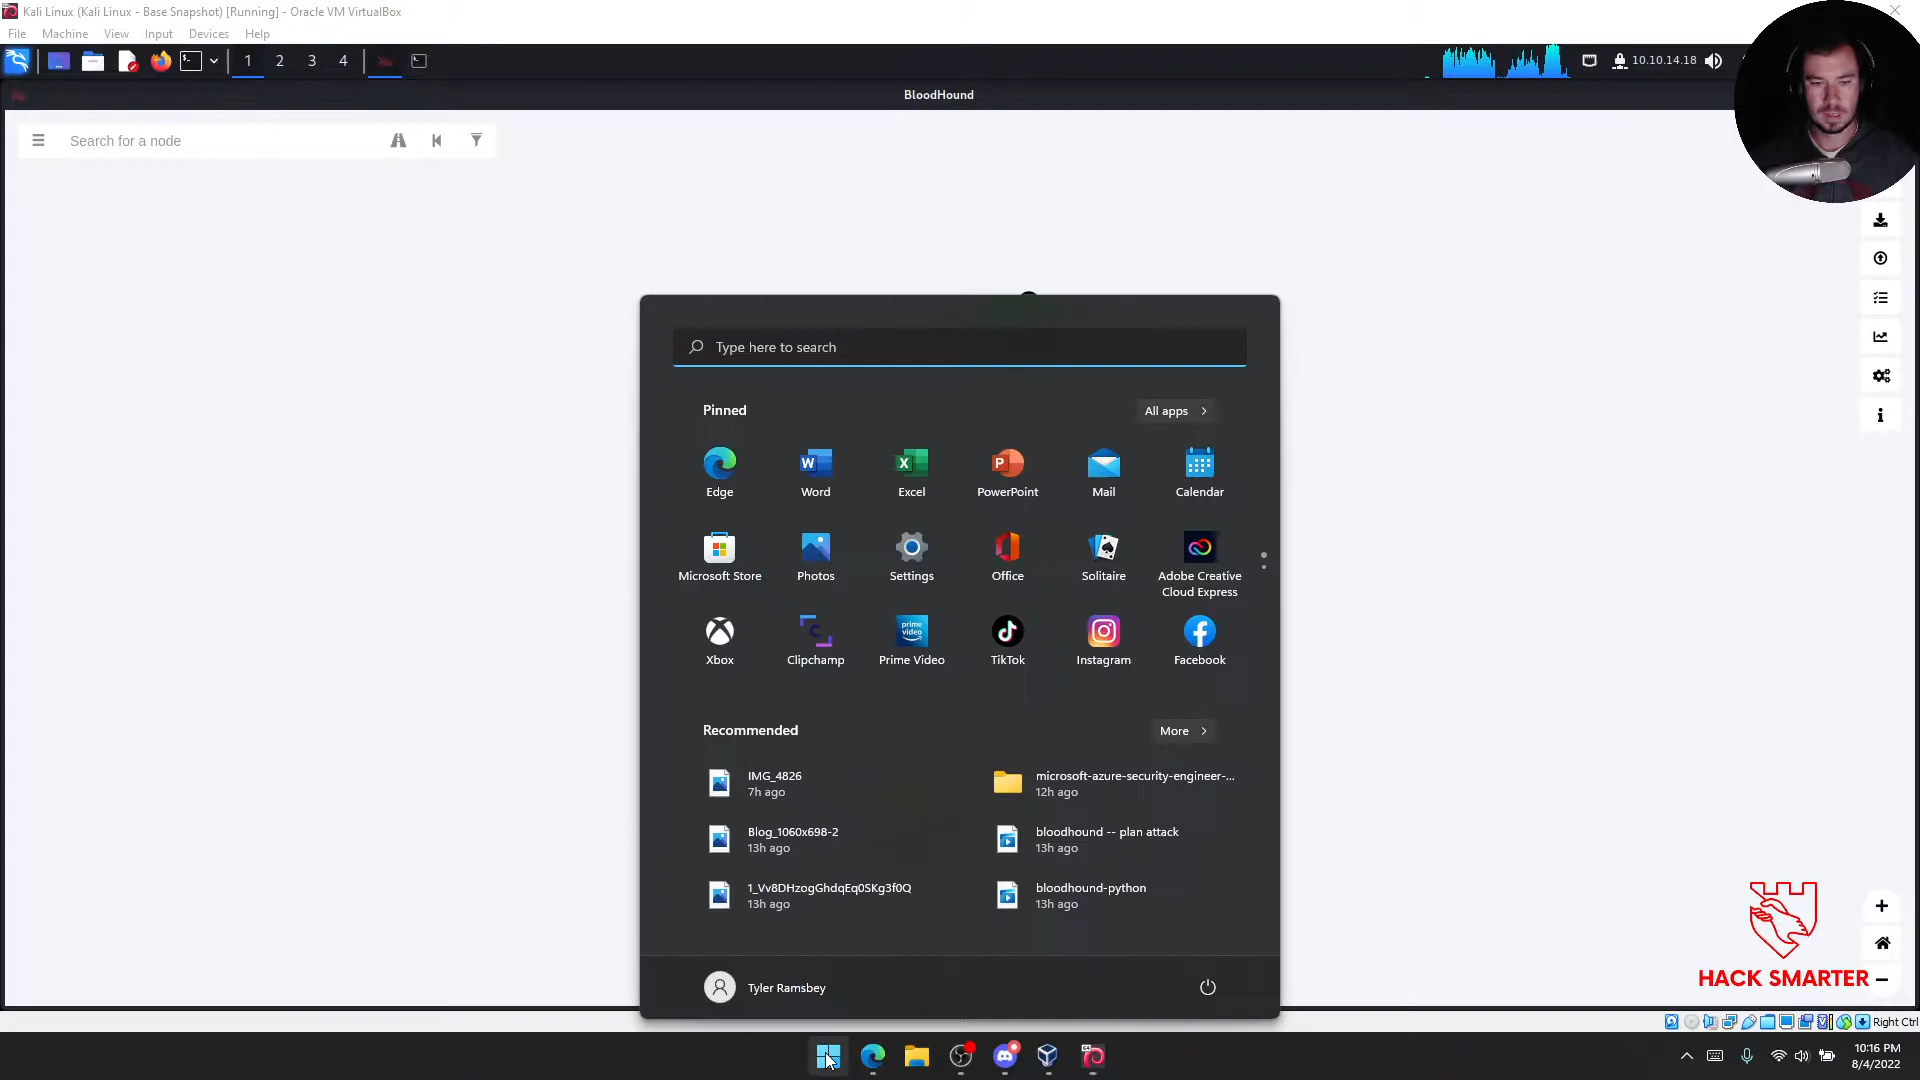 Kali Linux (Kali Linux - Base Snapshot) [Running] - Oracle VM VirtualBox
File Machine View Input Devices Help
1 2 3 4
10.10.14.18
BloodHound
Search for a node
Type here to search
Pinned
All apps
Edge
Word
Excel
PowerPoint
Mail
Calendar
Microsoft Store
Photos
Settings
Office
Solitaire
Adobe Creative
Cloud Express
Xbox
Clipchamp
prime
video
Prime Video
TikTok
Instagram
Facebook
Recommended
More
IMG_4826
7h ago
microsoft-azure-security-engineer-...
12h ago
Blog_1060x698-2
13h ago
bloodhound -- plan attack
13h ago
1_Vv8DHzogGhdqEq0SKg3f0Q
13h ago
bloodhound-python
13h ago
Tyler Ramsbey
HACK SMARTER
Right Ctrl
10:16 PM
8/4/2022